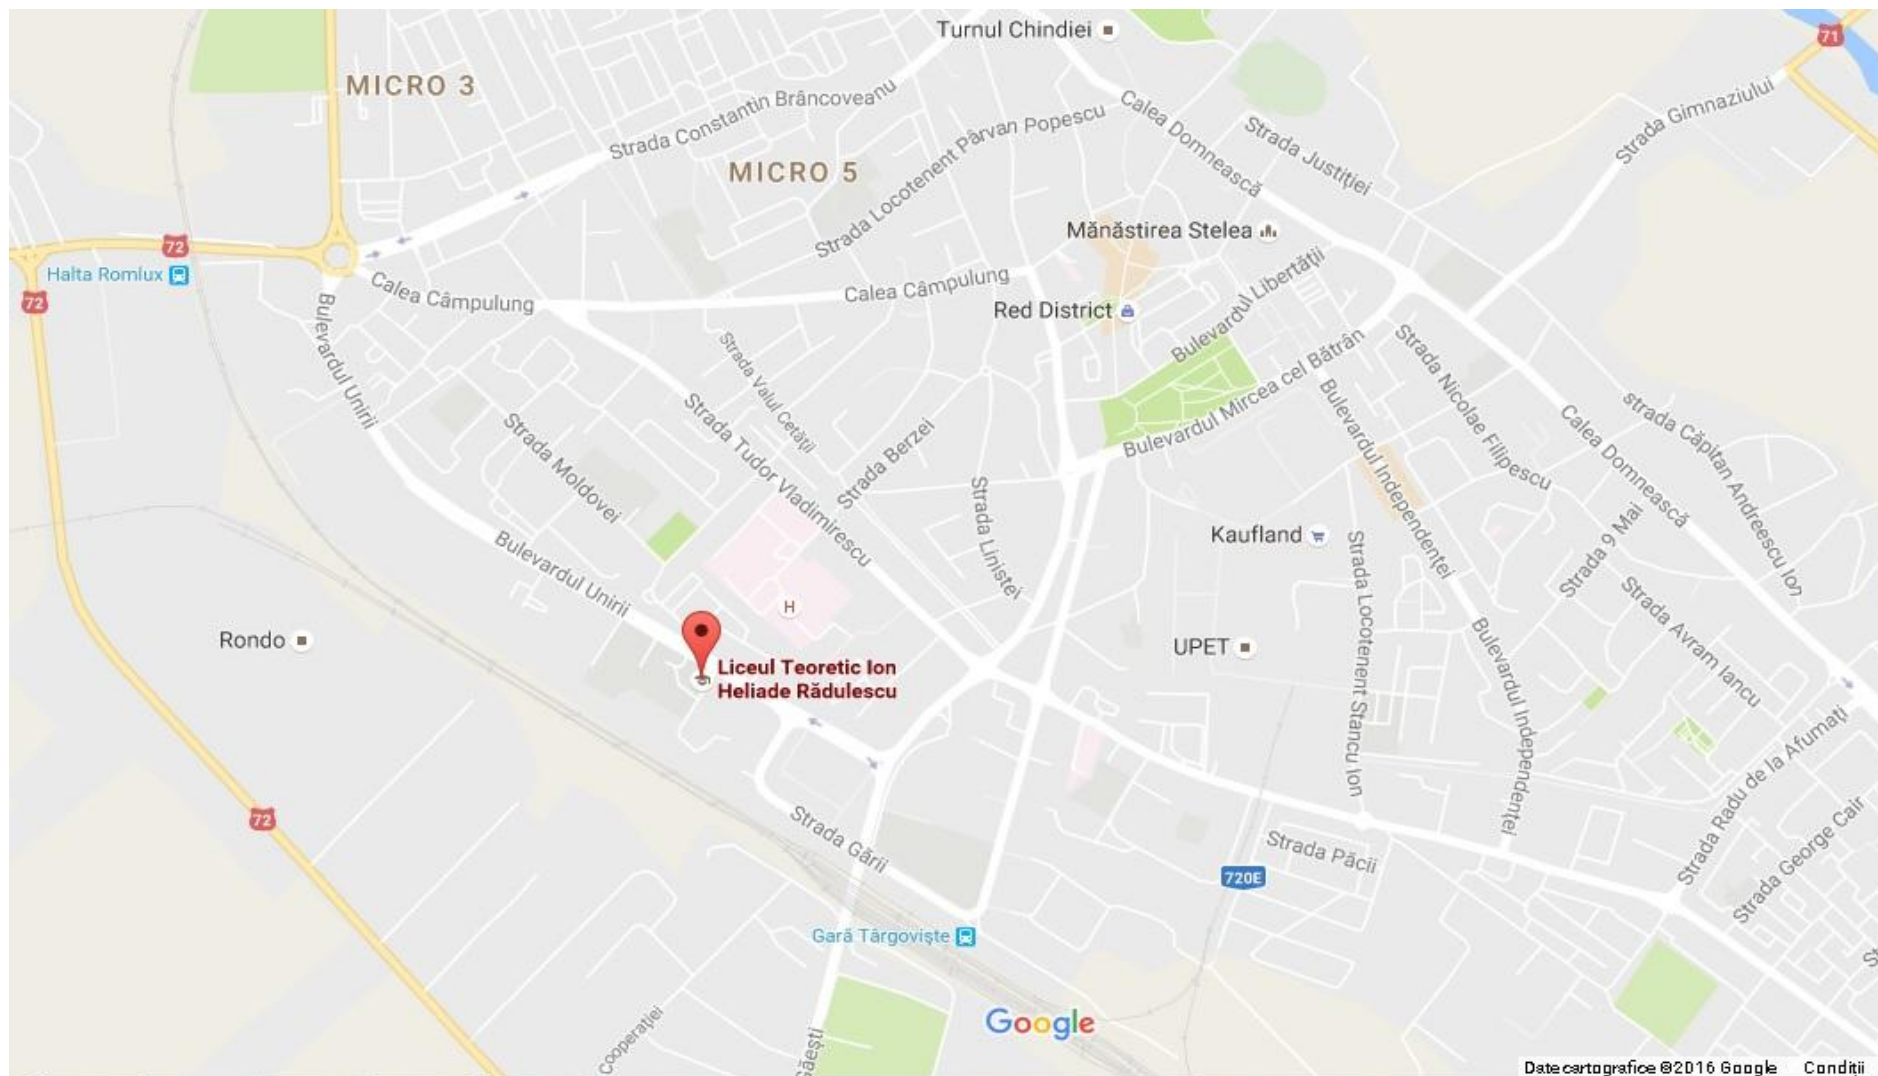 Turnul Chindiei
71
MICRO 3
Strada Constantin Brâncoveanu
Strada Locotenent Pârvan Popescu
Calea Domnească
Strada Justiției
Strada Gimnaziului
MICRO 5
Mănăstirea Stelea
72
Halta Romlux
72
Calea Câmpulung
Calea Câmpulung
Red District
Bulevardul Libertății
Bulevardul Unirii
Strada Valul Cetății
Bulevardul Mircea cel Bătrân
Strada Nicolae Filipescu
strada Căpitan Andreescu Ion
Calea Domnească
Strada Moldovei
Strada Tudor Vladimirescu
Strada Berzei
Strada Linistei
Bulevardul Independenței
Kaufland
Strada Locotenent Stancu Ion
Strada 9 Mai
Bulevardul Unirii
H
Rondo
UPET
Strada Avram Iancu
Bulevardul Independenței
Liceul Teoretic Ion
Heliade Rădulescu
Strada Radu de la Afumați
72
Strada Gării
Strada Păcii
720E
Strada George Cair
Gară Târgoviște
Cooperației
Găești
St
Google
Date cartografice ©2016 Google Condiții